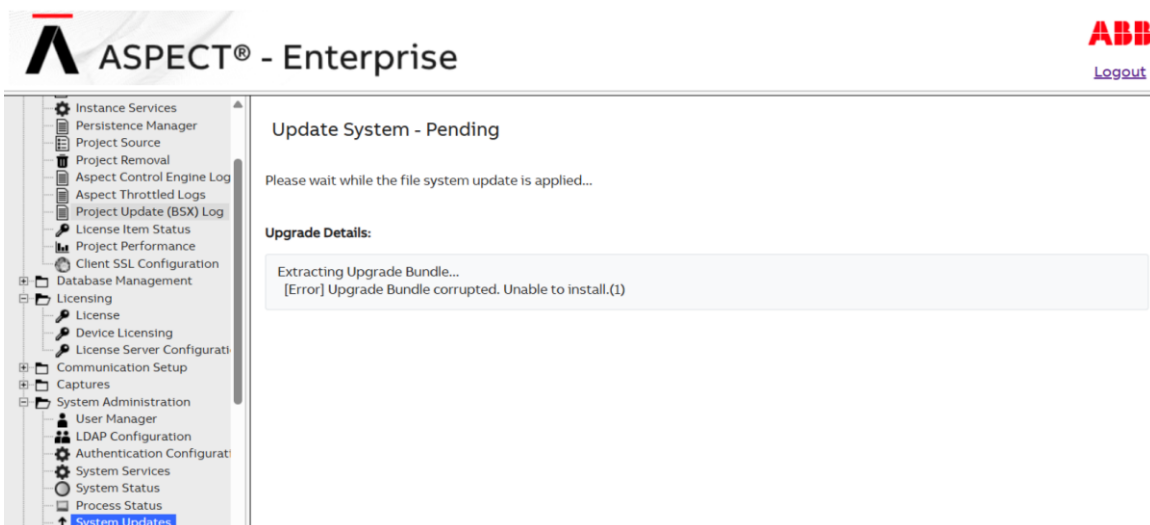 ASPECT® - Enterprise
ABB
Logout
Instance Services
Persistence Manager
Project Source
Project Removal
Aspect Control Engine Log
Aspect Throttled Logs
Project Update (BSX) Log
License Item Status
Project Performance
Client SSL Configuration
Database Management
Licensing
License
Device Licensing
License Server Configurati
Communication Setup
Captures
System Administration
User Manager
LDAP Configuration
Authentication Configurat
System Services
System Status
Process Status
System Updates
Update System - Pending
Please wait while the file system update is applied...
Upgrade Details:
Extracting Upgrade Bundle...
[Error] Upgrade Bundle corrupted. Unable to install.(1)